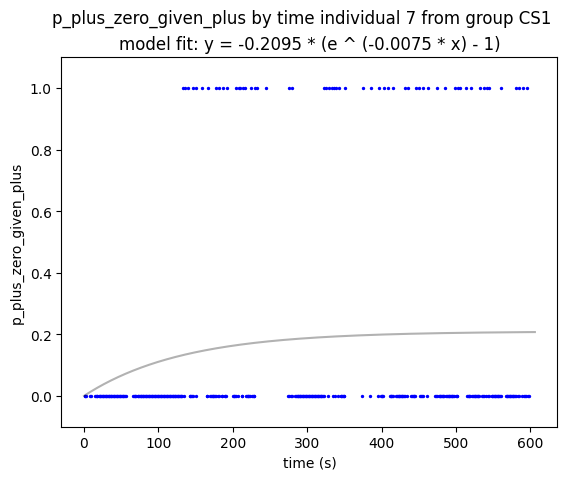 p_plus_zero_given_plus by time individual 7 from group CS1
model fit: y = -0.2095 * (e ^ (-0.0075 * x) - 1)
p_plus_zero_given_plus
1.0
0.8
0.6
0.4
0.2
0.0
0 100 200 300 400 500 600
time (s)